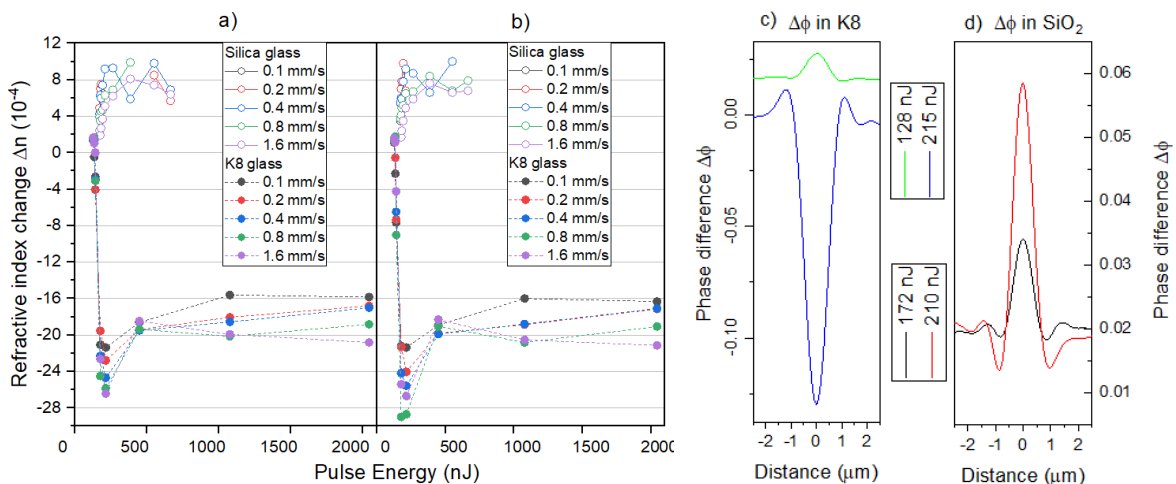 a)
b)
c)
Δϕ in K8
d)
Δϕ in SiO2
Refractive index change Δn (10-4)
12
8
4
0
-4
-8
-12
-16
-20
-24
-28
Silica glass
0.1 mm/s
0.2 mm/s
0.4 mm/s
0.8 mm/s
1.6 mm/s
K8 glass
0.1 mm/s
0.2 mm/s
0.4 mm/s
0.8 mm/s
1.6 mm/s
Silica glass
0.1 mm/s
0.2 mm/s
0.4 mm/s
0.8 mm/s
1.6 mm/s
K8 glass
0.1 mm/s
0.2 mm/s
0.4 mm/s
0.8 mm/s
1.6 mm/s
0 500 1000 1500 2000
0 500 1000 1500 2000
Pulse Energy (nJ)
Phase difference Δϕ
0.00
-0.05
-0.10
-2 -1 0 1 2
Distance (μm)
128 nJ
215 nJ
172 nJ
210 nJ
-2 -1 0 1 2
Distance (μm)
0.06
0.05
0.04
0.03
0.02
0.01
Phase difference Δϕ